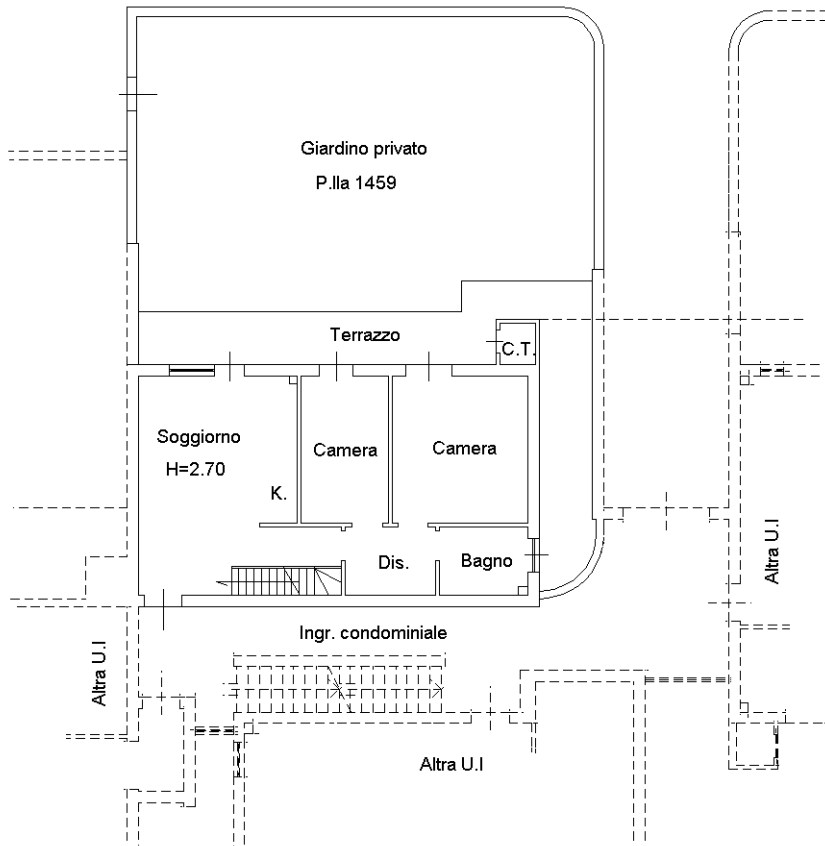 Giardino privato
P.lla 1459
Terrazzo
C.T.
Soggiorno
H=2.70
K.
Camera
Camera
Dis.
Bagno
Ingr. condominiale
Altra U.I
Altra U.I
Altra U.I